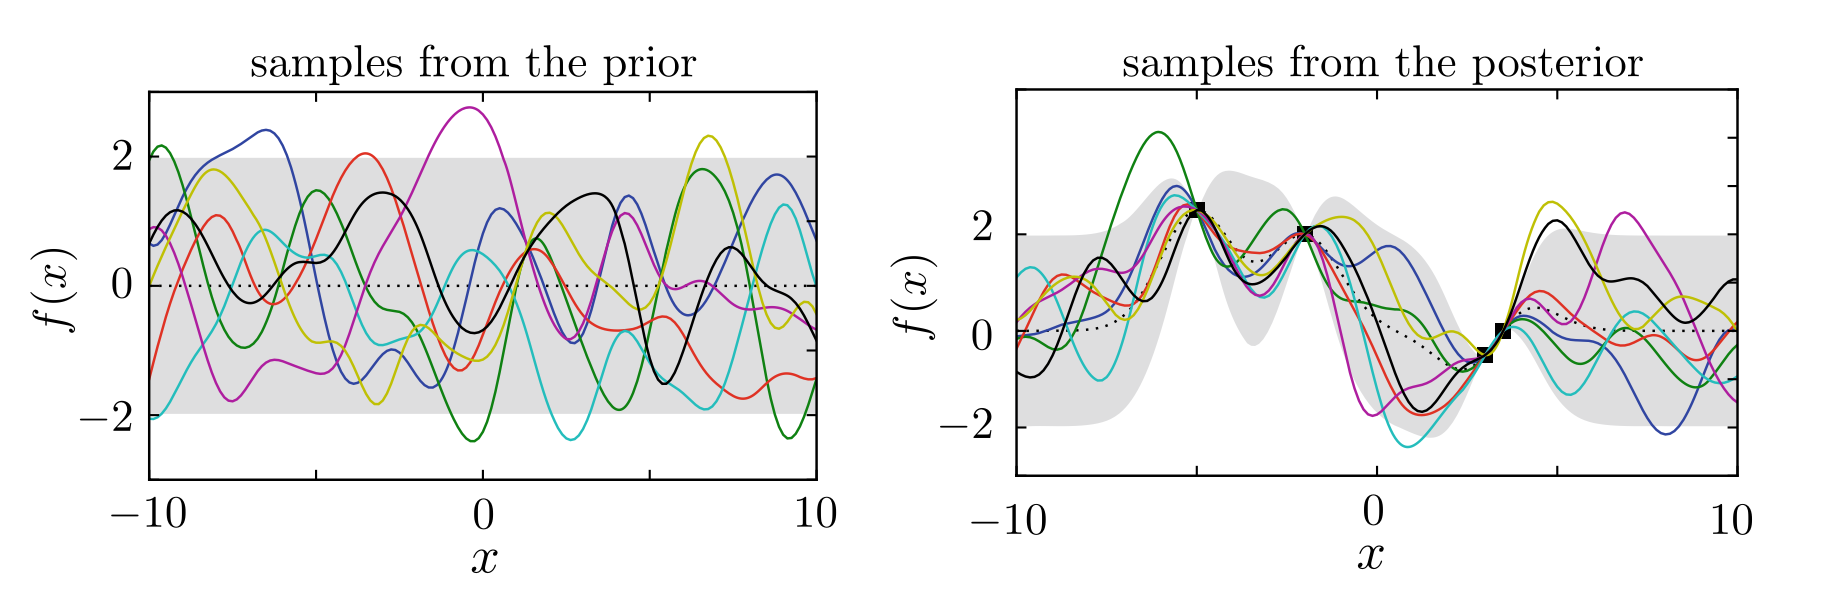 samples from the prior
f(x)
2
0
−2
−10
0
10
x
samples from the posterior
f(x)
2
0
−2
−10
0
10
x